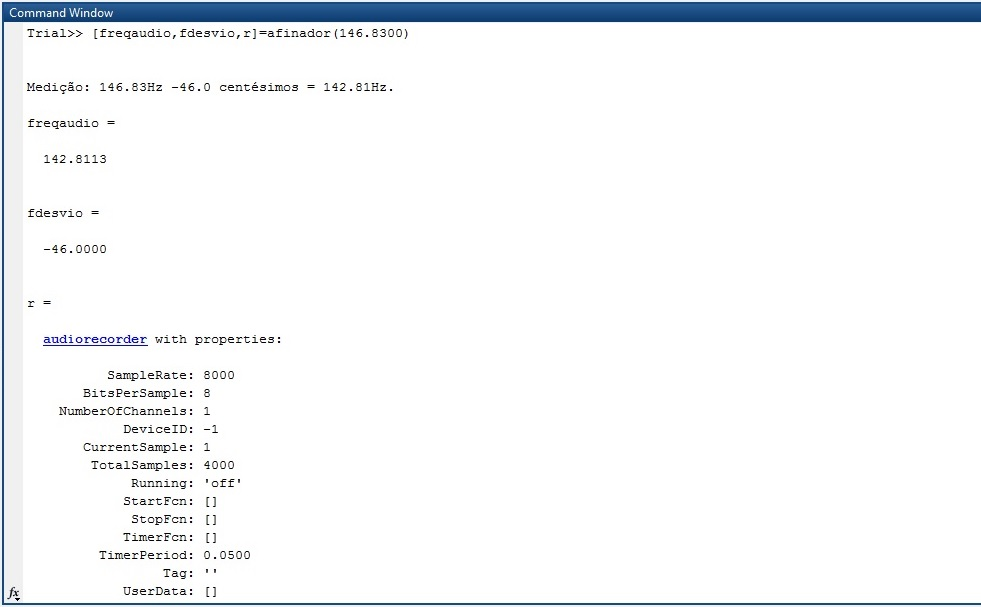 Command Window
Trial>> [freqaudio,fdesvio,r]=afinador(146.8300)
Medição: 146.83Hz -46.0 centésimos = 142.81Hz.
freqaudio =
142.8113
fdesvio =
-46.0000
r =
audiorecorder with properties:
SampleRate: 8000
BitsPerSample: 8
NumberOfChannels: 1
DeviceID: -1
CurrentSample: 1
TotalSamples: 4000
Running: 'off'
StartFcn: []
StopFcn: []
TimerFcn: []
TimerPeriod: 0.0500
Tag: ''
UserData: []
fx